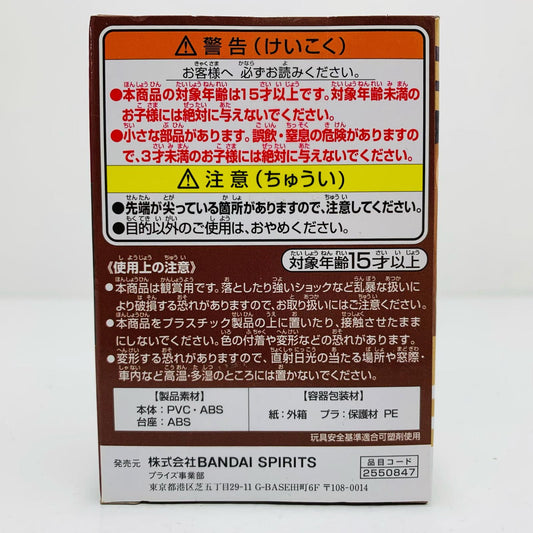 ⚠警告(けいこく)
お客様へ 必ずお読みください。
●本商品の対象年齢は15才以上です。対象年齢未満の
お子様には絶対に与えないでください。
●小さな部品があります。誤飲・窒息の危険がありますの
で、3才未満のお子様には絶対に与えないでください。
⚠注意(ちゅうい)
●先端が尖っている箇所がありますので、注意してください。
●目的以外のご使用は、おやめください。
対象年齢15才以上
《使用上の注意》
●本商品は観賞用です。落としたり強いショックなど乱暴な扱いに
より破損する恐れがありますので、お取り扱いにはご注意ください。
●本商品をプラスチック製品の上に置いたり、接触させたまま
にしないでください。色の付着や変形などの恐れがあります。
●変形する恐れがありますので、直射日光の当たる場所や窓際・
車内など高温・多湿のところには置かないでください。
【製品素材】
本体:PVC・ABS
台座:ABS
【容器包装素材】
紙:外箱 プラ:保護材 PE
玩具安全基準適合可塑剤使用
発売元 株式会社BANDAI SPIRITS
プライズ事業部
東京都港区芝五丁目29-11 G-BASE田町6F 〒108-0014
品目コード
2550847